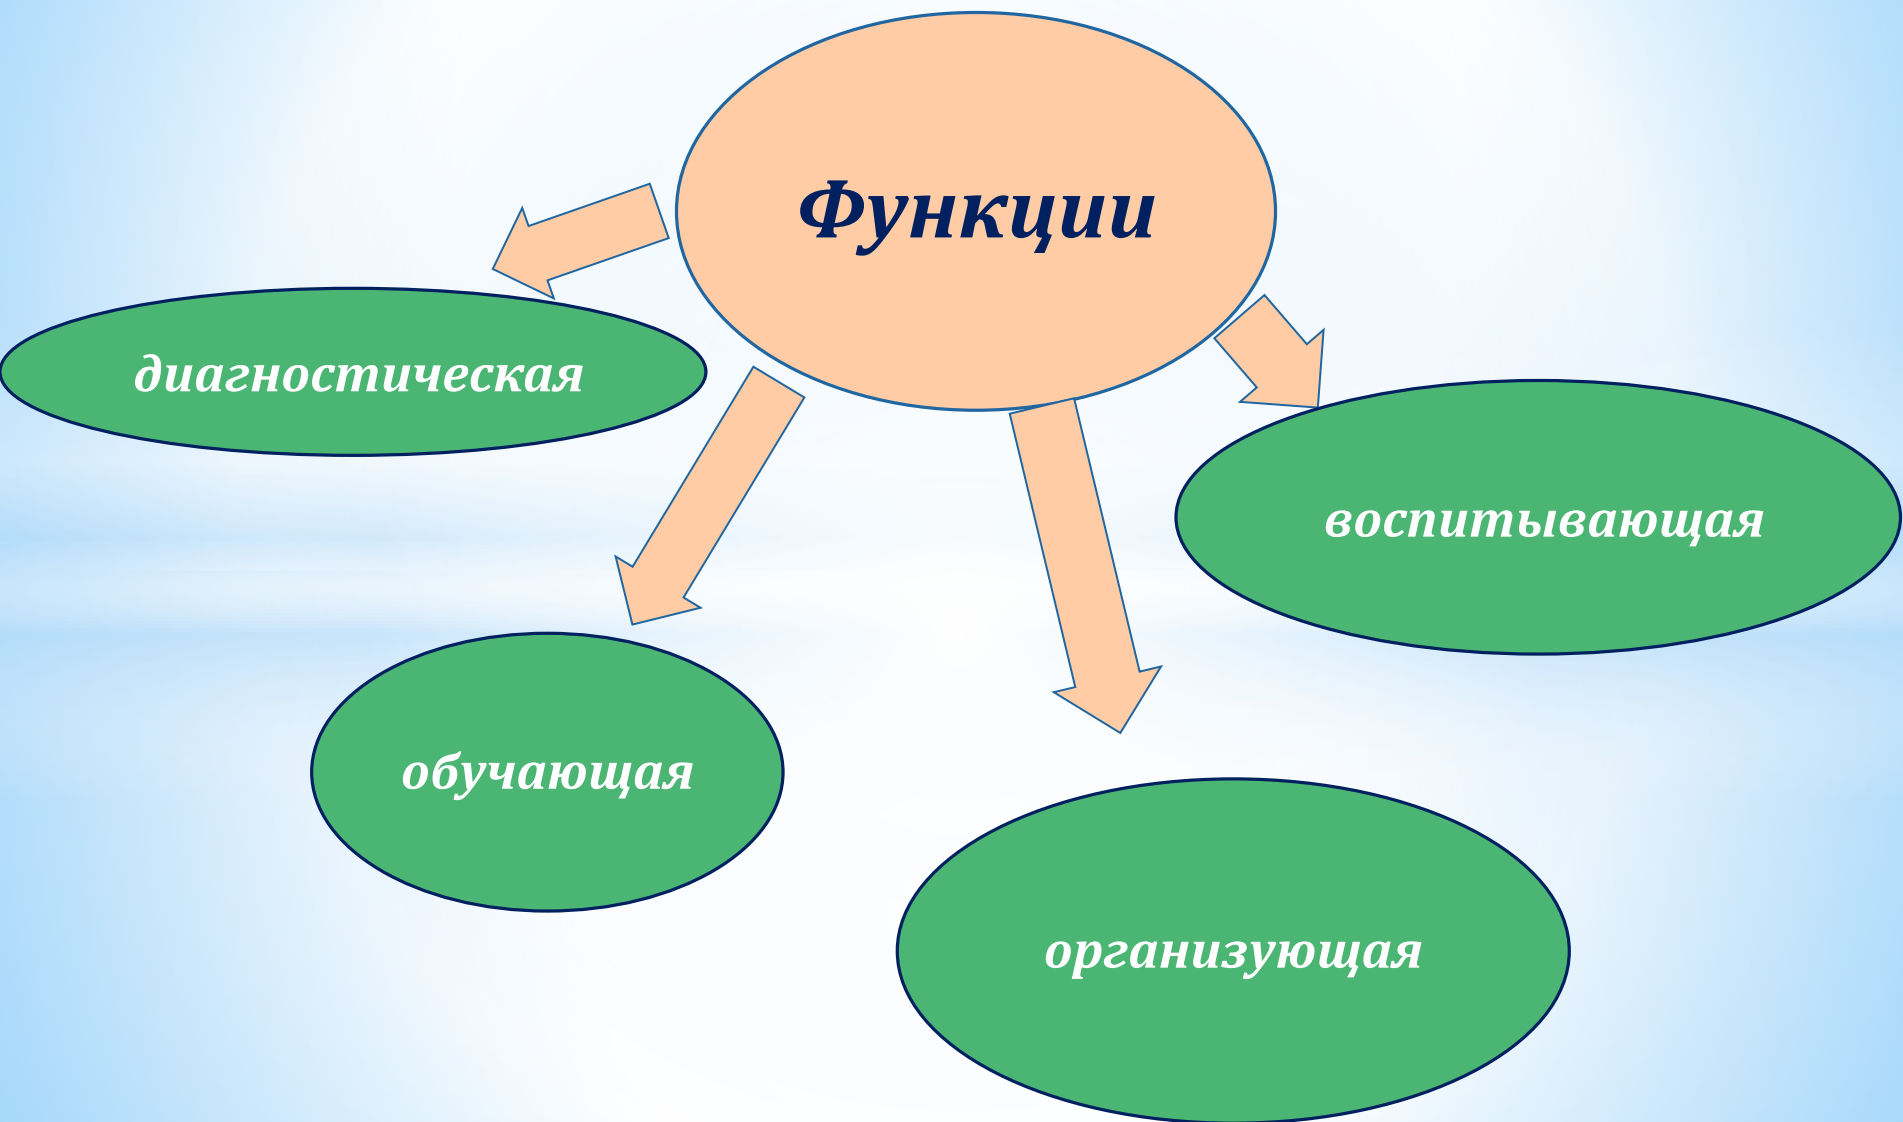 Функции
диагностическая
воспитывающая
обучающая
организующая